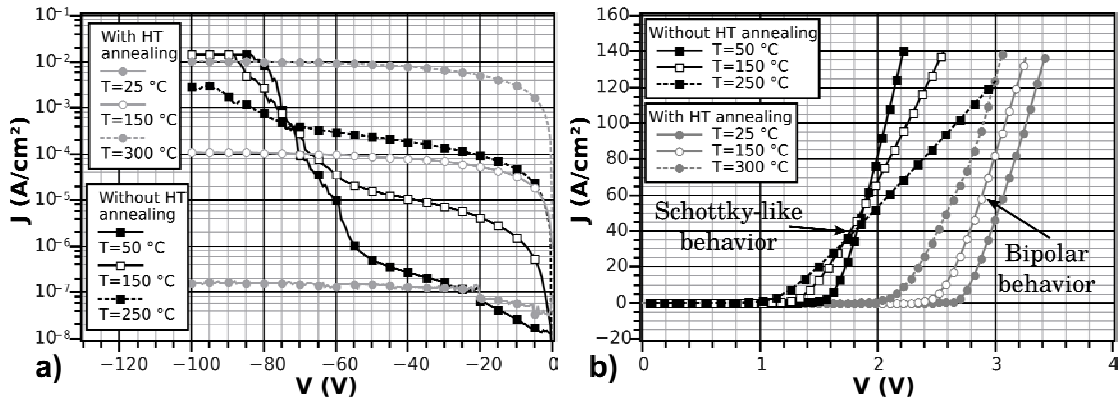 With HT
annealing
T=25 °C
T=150 °C
T=300 °C
Without HT
annealing
T=50 °C
T=150 °C
T=250 °C
J (A/cm²)
10⁻¹
10⁻²
10⁻³
10⁻⁴
10⁻⁵
10⁻⁶
10⁻⁷
10⁻⁸
−120 −100 −80 −60 −40 −20 0
V (V)
a)
Without HT annealing
T=50 °C
T=150 °C
T=250 °C
With HT annealing
T=25 °C
T=150 °C
T=300 °C
Schottky-like
behavior
Bipolar
behavior
J (A/cm²)
160
140
120
100
80
60
40
20
0
−20
0 1 2 3 4
V (V)
b)